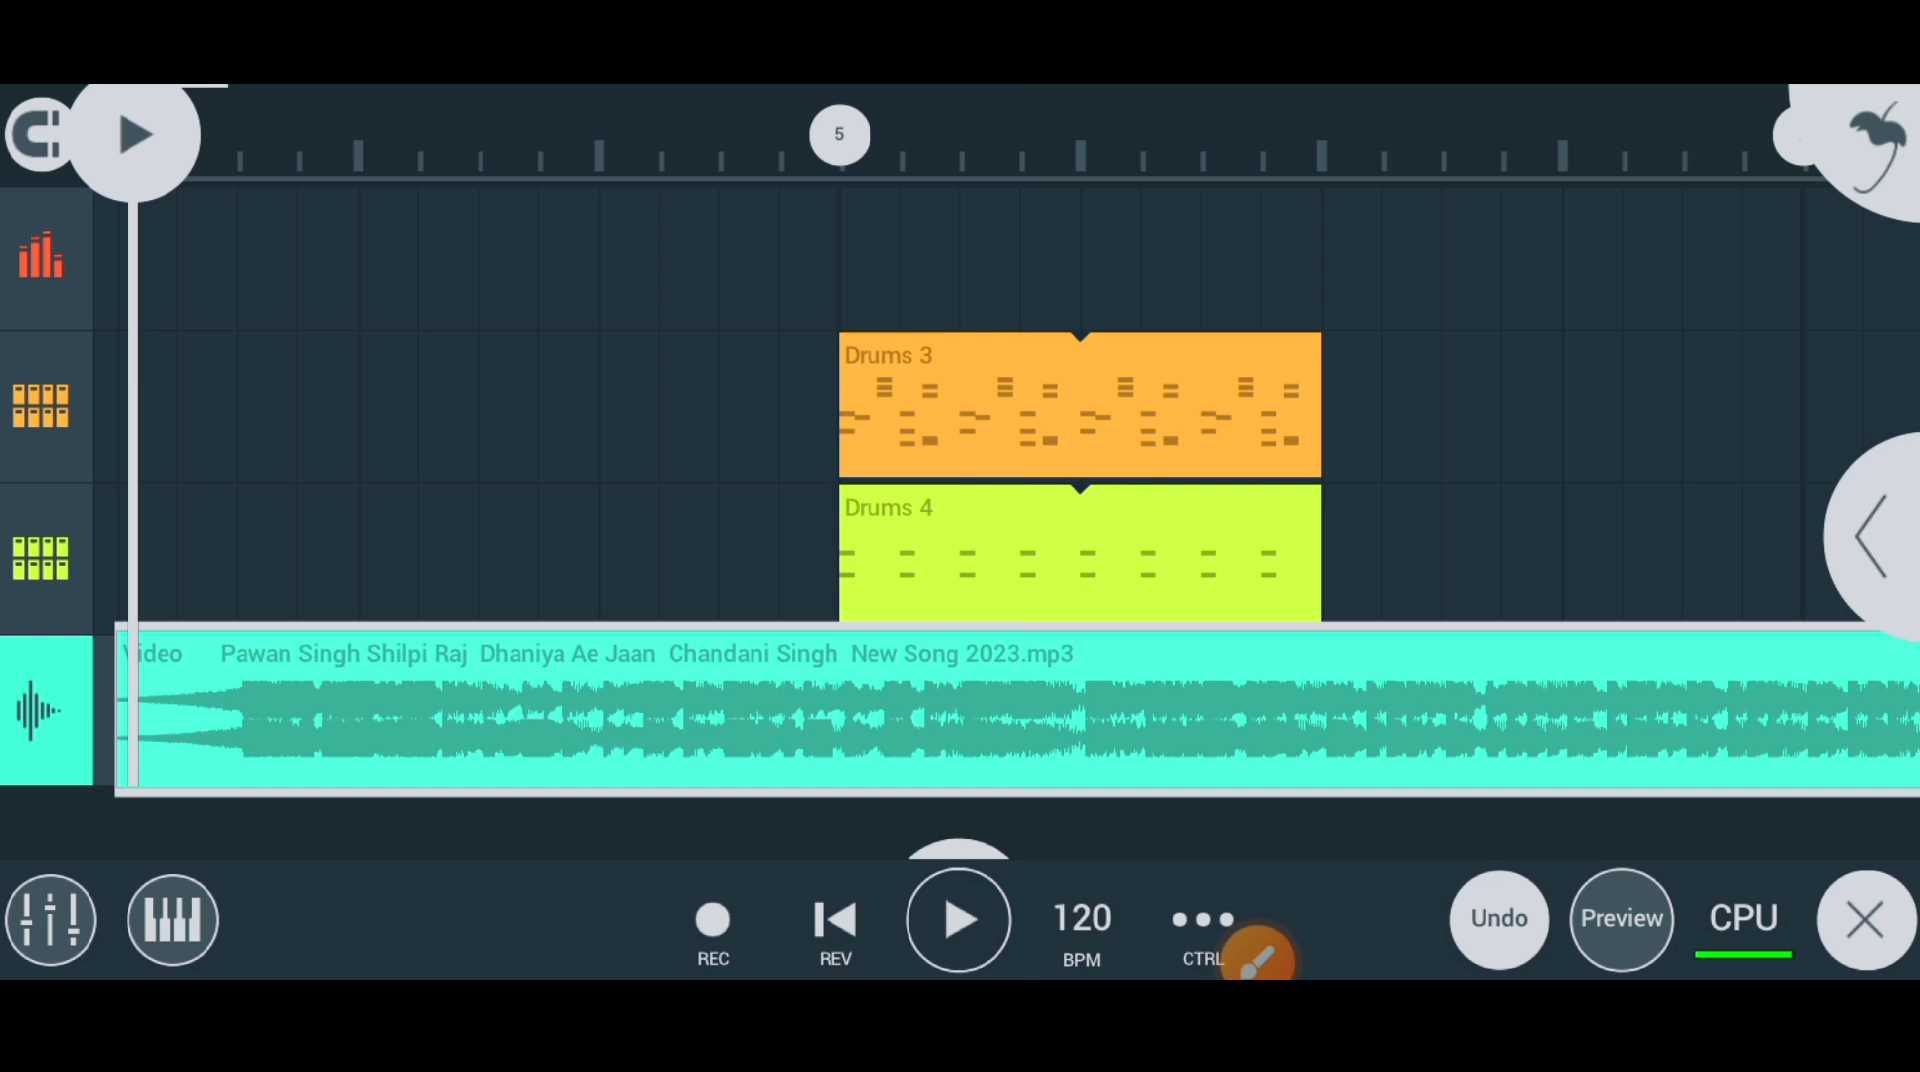 5
Drums 3
Drums 4
Video Pawan Singh Shilpi Raj Dhaniya Ae Jaan Chandani Singh New Song 2023.mp3
120
BPM
REC
REV
CTRL
Undo
Preview
CPU